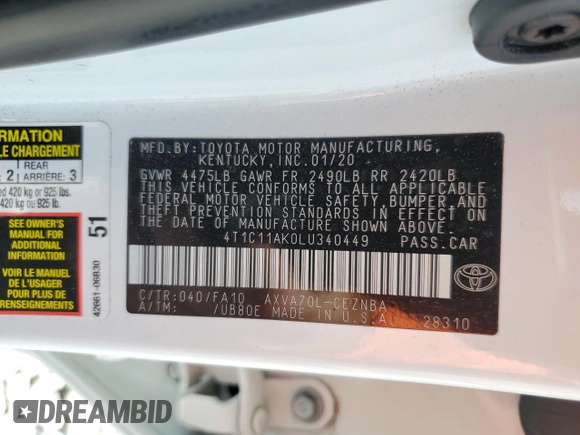 FORMATION
E CHARGEMENT
2 REAR ARRIÈRE: 3
ed 420 kg or 925 lbs.
420 kg ou 925 lb.
SEE OWNER'S
MANUAL FOR
ADDITIONAL
INFORMATION
VOIR LE MANUEL
DE L'USAGER
POUR PLUS DE
RENSEIGNEMENTS
51
42661-06B30
MFD.BY:TOYOTA MOTOR MANUFACTURING,
KENTUCKY,INC.01/20
GVWR 4475LB GAWR FR 2490LB RR 2420LB
THIS VEHICLE CONFORMS TO ALL APPLICABLE
FEDERAL MOTOR VEHICLE SAFETY, BUMPER,AND
THEFT PREVENTION STANDARDS IN EFFECT ON
THE DATE OF MANUFACTURE SHOWN ABOVE.
4T1C11AK0LU340449 PASS.CAR
C/TR:040/FA10 AXVA70L-CEZNBA
A/TM: /UB80E MADE IN U.S.A.
28310
TOYOTA
DREAMBID